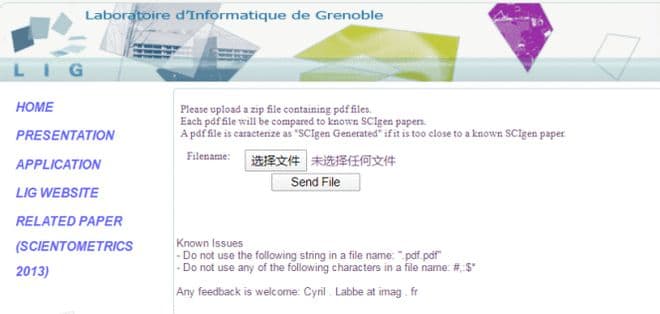 Laboratoire d'Informatique de Grenoble
L I G
HOME
PRESENTATION
APPLICATION
LIG WEBSITE
RELATED PAPER
(SCIENTOMETRICS
2013)
Please upload a zip file containing pdf files.
Each pdf file will be compared to known SCIgen papers.
A pdf file is caracterize as "SCIgen Generated" if it is too close to a known SCIgen paper.
Filename: 选择文件 未选择任何文件
Send File
Known Issues
- Do not use the following string in a file name: ".pdf.pdf"
- Do not use any of the following characters in a file name: #,:$*
Any feedback is welcome: Cyril . Labbe at imag . fr